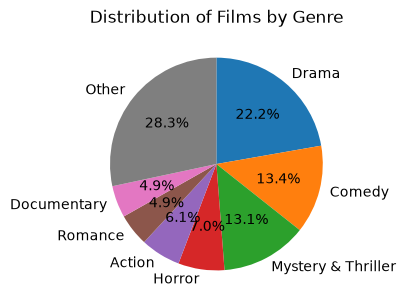 Distribution of Films by Genre
Drama
22.2%
Comedy
13.4%
Mystery & Thriller
13.1%
Horror
7.0%
Action
6.1%
Romance
4.9%
Documentary
4.9%
Other
28.3%